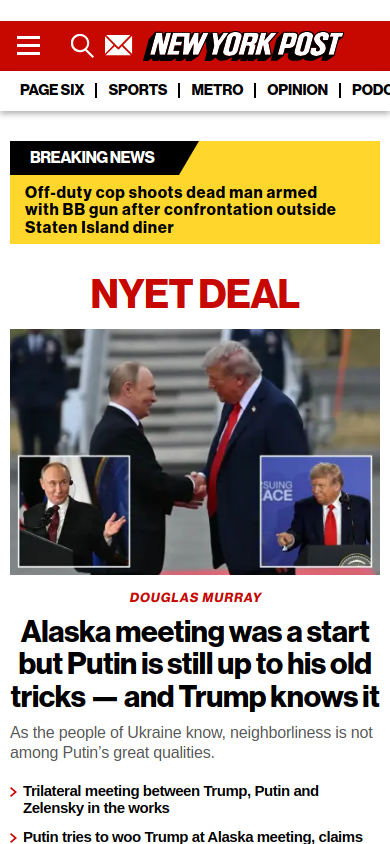 NEW YORK POST
PAGE SIX
SPORTS
METRO
OPINION
PODC
BREAKING NEWS
Off-duty cop shoots dead man armed
with BB gun after confrontation outside
Staten Island diner
NYET DEAL
SUING
ACE
DOUGLAS MURRAY
Alaska meeting was a start
but Putin is still up to his old
tricks — and Trump knows it
As the people of Ukraine know, neighborliness is not
among Putin’s great qualities.
Trilateral meeting between Trump, Putin and
Zelensky in the works
Putin tries to woo Trump at Alaska meeting, claims